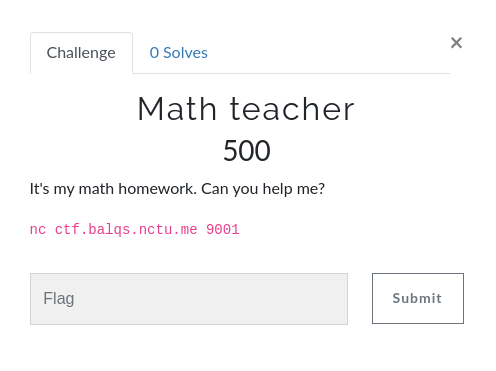 Challenge
0 Solves
×
Math teacher
500
It's my math homework. Can you help me?
nc ctf.balqs.nctu.me 9001
Flag
Submit